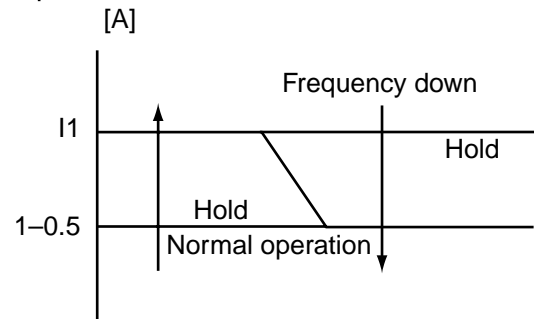 [A]
Frequency down
I1
Hold
Hold
1–0.5
Normal operation